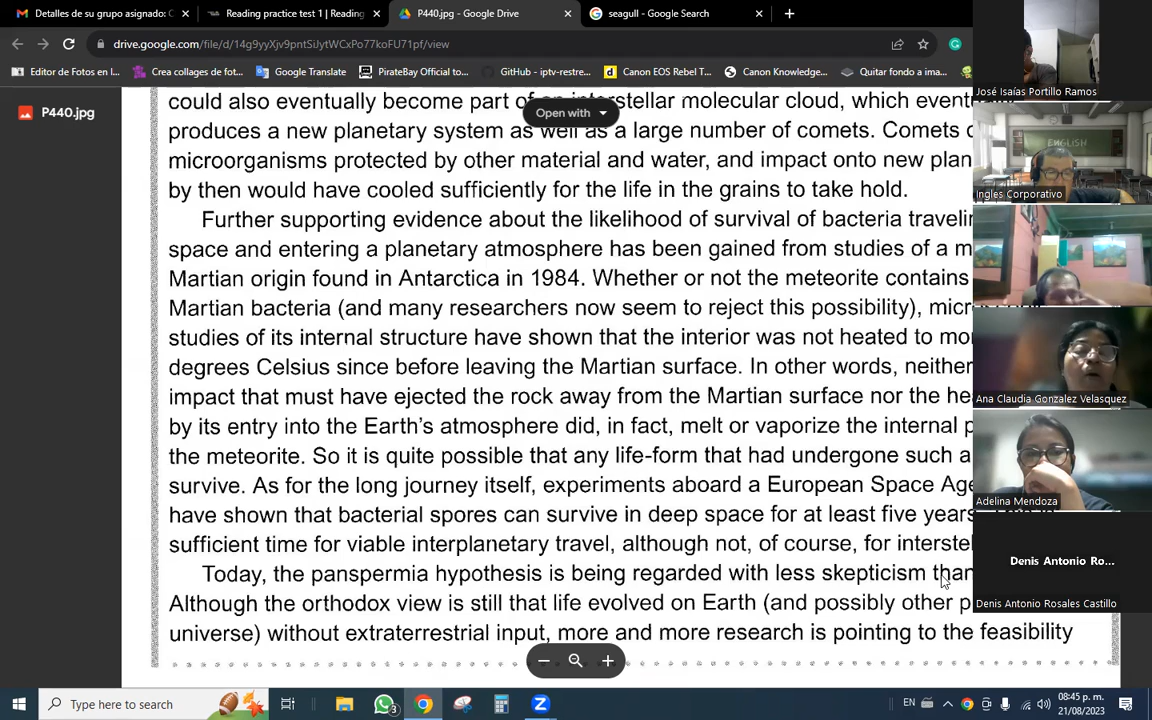 Detalles de su grupo asignado: C
Reading practice test 1 | Reading
P440.jpg - Google Drive
seagull - Google Search
drive.google.com/file/d/14g9yyXjv9pntSiJytWCxPo77koFU71pf/view
Editor de Fotos en l...
Crea collages de fot...
Google Translate
PirateBay Official to...
GitHub - iptv-restre...
Canon EOS Rebel T...
Canon Knowledge...
Quitar fondo a ima...
P440.jpg
Open with
could also eventually become part of an interstellar molecular cloud, which
produces a new planetary system as well as a large number of comets. Comets
microorganisms protected by other material and water, and impact onto new
by then would have cooled sufficiently for the life in the grains to take hold.
Further supporting evidence about the likelihood of survival of bacteria
space and entering a planetary atmosphere has been gained from studies of a
Martian origin found in Antarctica in 1984. Whether or not the meteorite contains
Martian bacteria (and many researchers now seem to reject this possibility),
studies of its internal structure have shown that the interior was not heated to
degrees Celsius since before leaving the Martian surface. In other words, neither
impact that must have ejected the rock away from the Martian surface nor the
by its entry into the Earth's atmosphere did, in fact, melt or vaporize the internal
the meteorite. So it is quite possible that any life-form that had undergone such a
survive. As for the long journey itself, experiments aboard a European Space
have shown that bacterial spores can survive in deep space for at least five years
sufficient time for viable interplanetary travel, although not, of course, for
Today, the panspermia hypothesis is being regarded with less skepticism than
Although the orthodox view is still that life evolved on Earth (and possibly other
universe) without extraterrestrial input, more and more research is pointing to the feasibility
José Isaías Portillo Ramos
ENGLISH
Ingles Corporativo
Ana Claudia Gonzalez Velasquez
Adelina Mendoza
Denis Antonio Ro...
Denis Antonio Rosales Castillo
Type here to search
3
EN
08:45 p. m.
21/08/2023